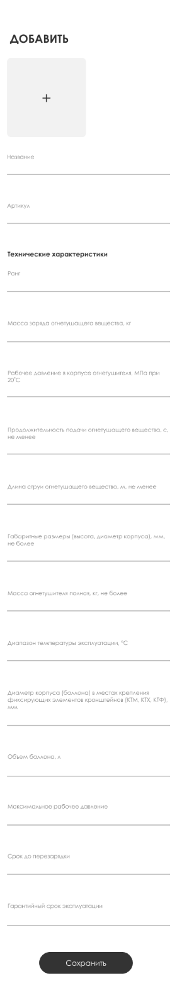 ДОБАВИТЬ
+
Название
Артикул
Технические характеристики
Ранг
Масса заряда огнетушащего вещества, кг
Рабочее давление в корпусе огнетушителя, МПа при
20˚С
Продолжительность подачи огнетушащего вещества, с,
не менее
Длина струи огнетушащего вещества, м, не менее
Габаритные размеры (высота, диаметр корпуса), мм,
не более
Масса огнетушителя полная, кг, не более
Диапазон температуры эксплуатации, °С
Диаметр корпуса (баллона) в местах крепления
фиксирующих элементов кронштейнов (КТМ, КТХ, КТФ),
мм
Объем баллона, л
Максимальное рабочее давление
Срок до перезарядки
Гарантийный срок эксплуатации
Сохранить